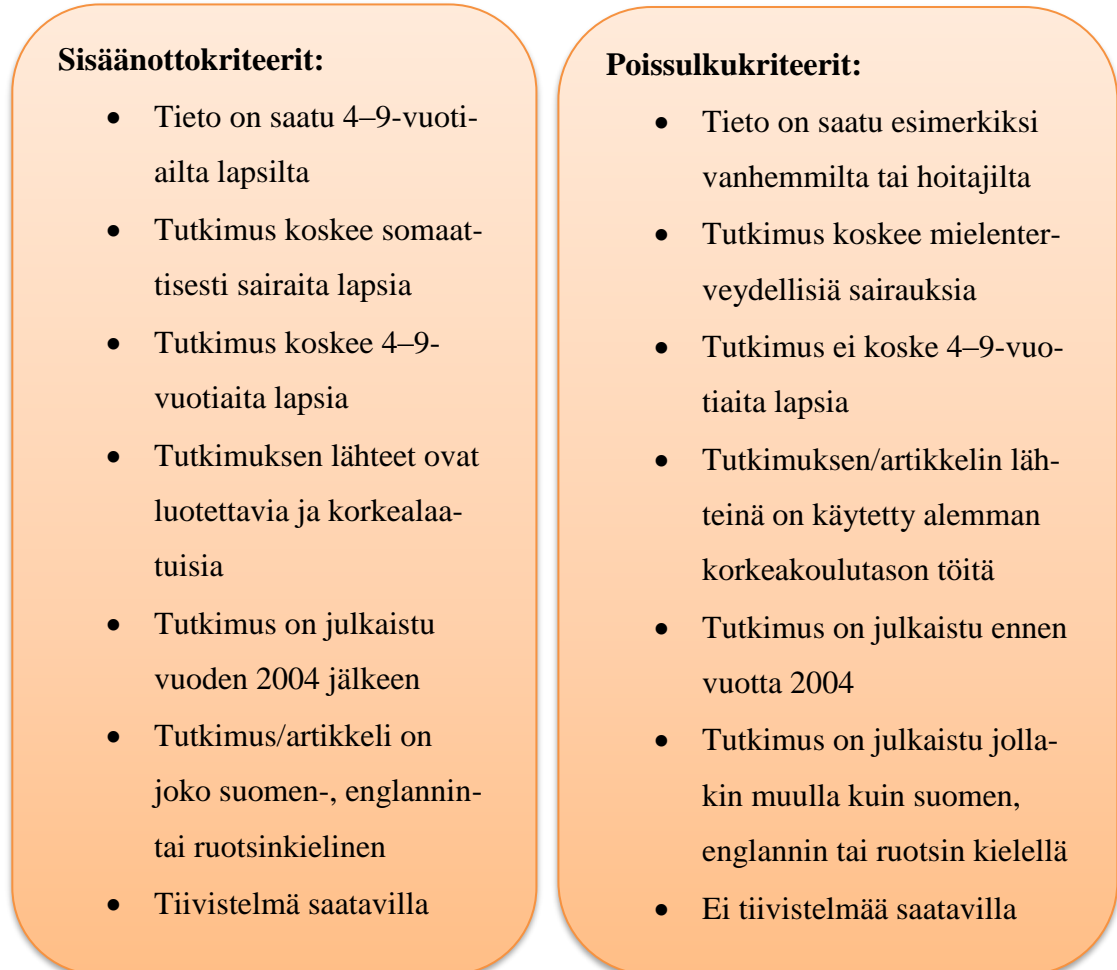 Sisäänottokriteerit:
• Tieto on saatu 4–9-vuoti-
ailta lapsilta
• Tutkimus koskee somaat-
tisesti sairaita lapsia
• Tutkimus koskee 4–9-
vuotiaita lapsia
• Tutkimuksen lähteet ovat
luotettavia ja korkealaa-
tuisia
• Tutkimus on julkaistu
vuoden 2004 jälkeen
• Tutkimus/artikkeli on
joko suomen-, englannin-
tai ruotsinkielinen
• Tiivistelmä saatavilla
Poissulkukriteerit:
• Tieto on saatu esimerkiksi
vanhemmilta tai hoitajilta
• Tutkimus koskee mielenter-
veydellisiä sairauksia
• Tutkimus ei koske 4–9-vuo-
tiaita lapsia
• Tutkimuksen/artikkelin läh-
teinä on käytetty alemman
korkeakoulutason töitä
• Tutkimus on julkaistu ennen
vuotta 2004
• Tutkimus on julkaistu jolla-
kin muulla kuin suomen,
englannin tai ruotsin kielellä
• Ei tiivistelmää saatavilla